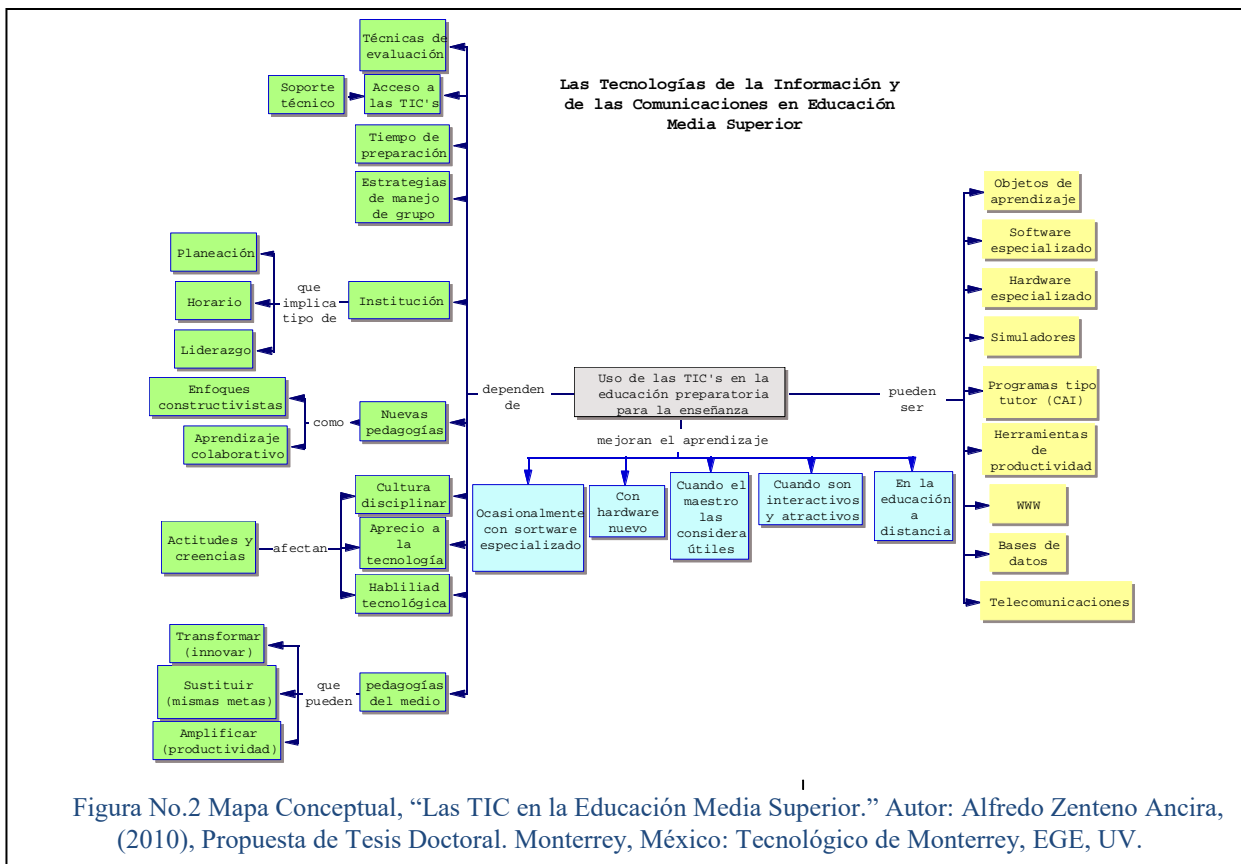 Las Tecnologías de la Información y
de las Comunicaciones en Educación
Media Superior
Técnicas de
evaluación
Soporte
técnico
Acceso a
las TIC's
Tiempo de
preparación
Estrategias
de manejo
de grupo
Planeación
Horario
Liderazgo
que
implica
tipo de
Institución
Enfoques
constructivistas
Aprendizaje
colaborativo
como
Nuevas
pedagogías
Actitudes y
creencias
afectan
Cultura
disciplinar
Aprecio a
la
tecnología
Habliliad
tecnológica
Transformar
(innovar)
Sustituir
(mismas metas)
Amplificar
(productividad)
que
pueden
pedagogías
del medio
dependen
de
Uso de las TIC's en la
educación preparatoria
para la enseñanza
mejoran el aprendizaje
Ocasionalmente
con sortware
especializado
Con
hardware
nuevo
Cuando el
maestro
las
considera
útiles
Cuando son
interactivos
y atractivos
En la
educación
a
distancia
pueden
ser
Objetos de
aprendizaje
Software
especializado
Hardware
especializado
Simuladores
Programas tipo
tutor (CAI)
Herramientas
de
productividad
WWW
Bases de
datos
Telecomunicaciones
Figura No.2 Mapa Conceptual, “Las TIC en la Educación Media Superior.” Autor: Alfredo Zenteno Ancira,
(2010), Propuesta de Tesis Doctoral. Monterrey, México: Tecnológico de Monterrey, EGE, UV.